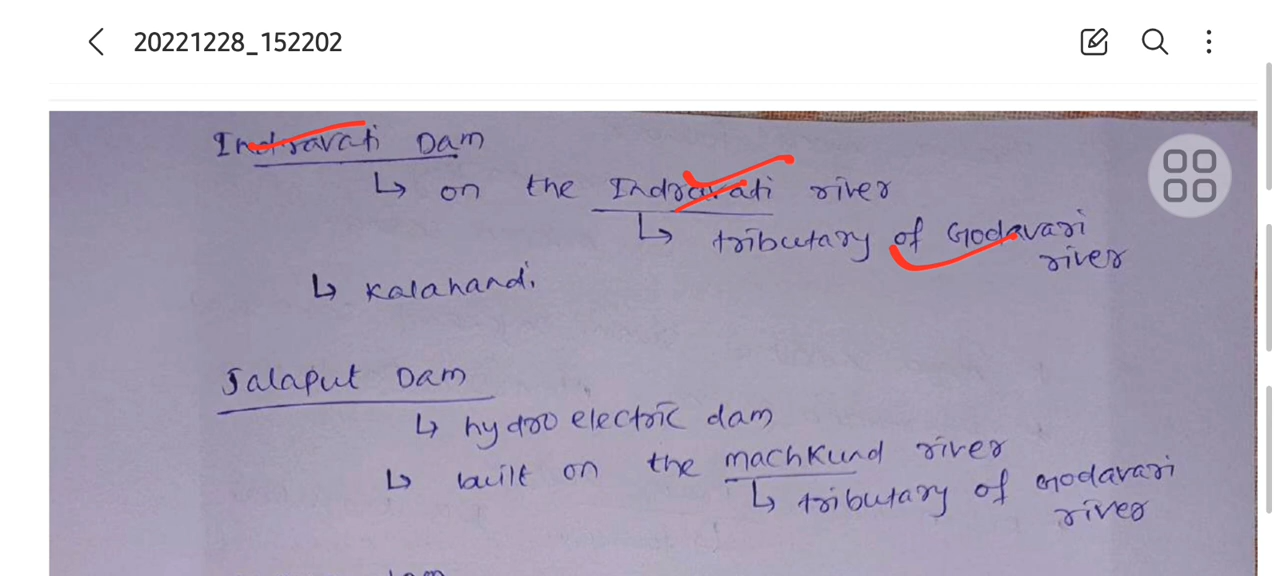 20221228_152202
Indravati Dam
↳ on the Indravati river
↳ tributary of Godavari
river
↳ Kalahandi
Jalaput Dam
↳ hydro electric dam
↳ built on the machkund river
↳ tributary of Godavari
river